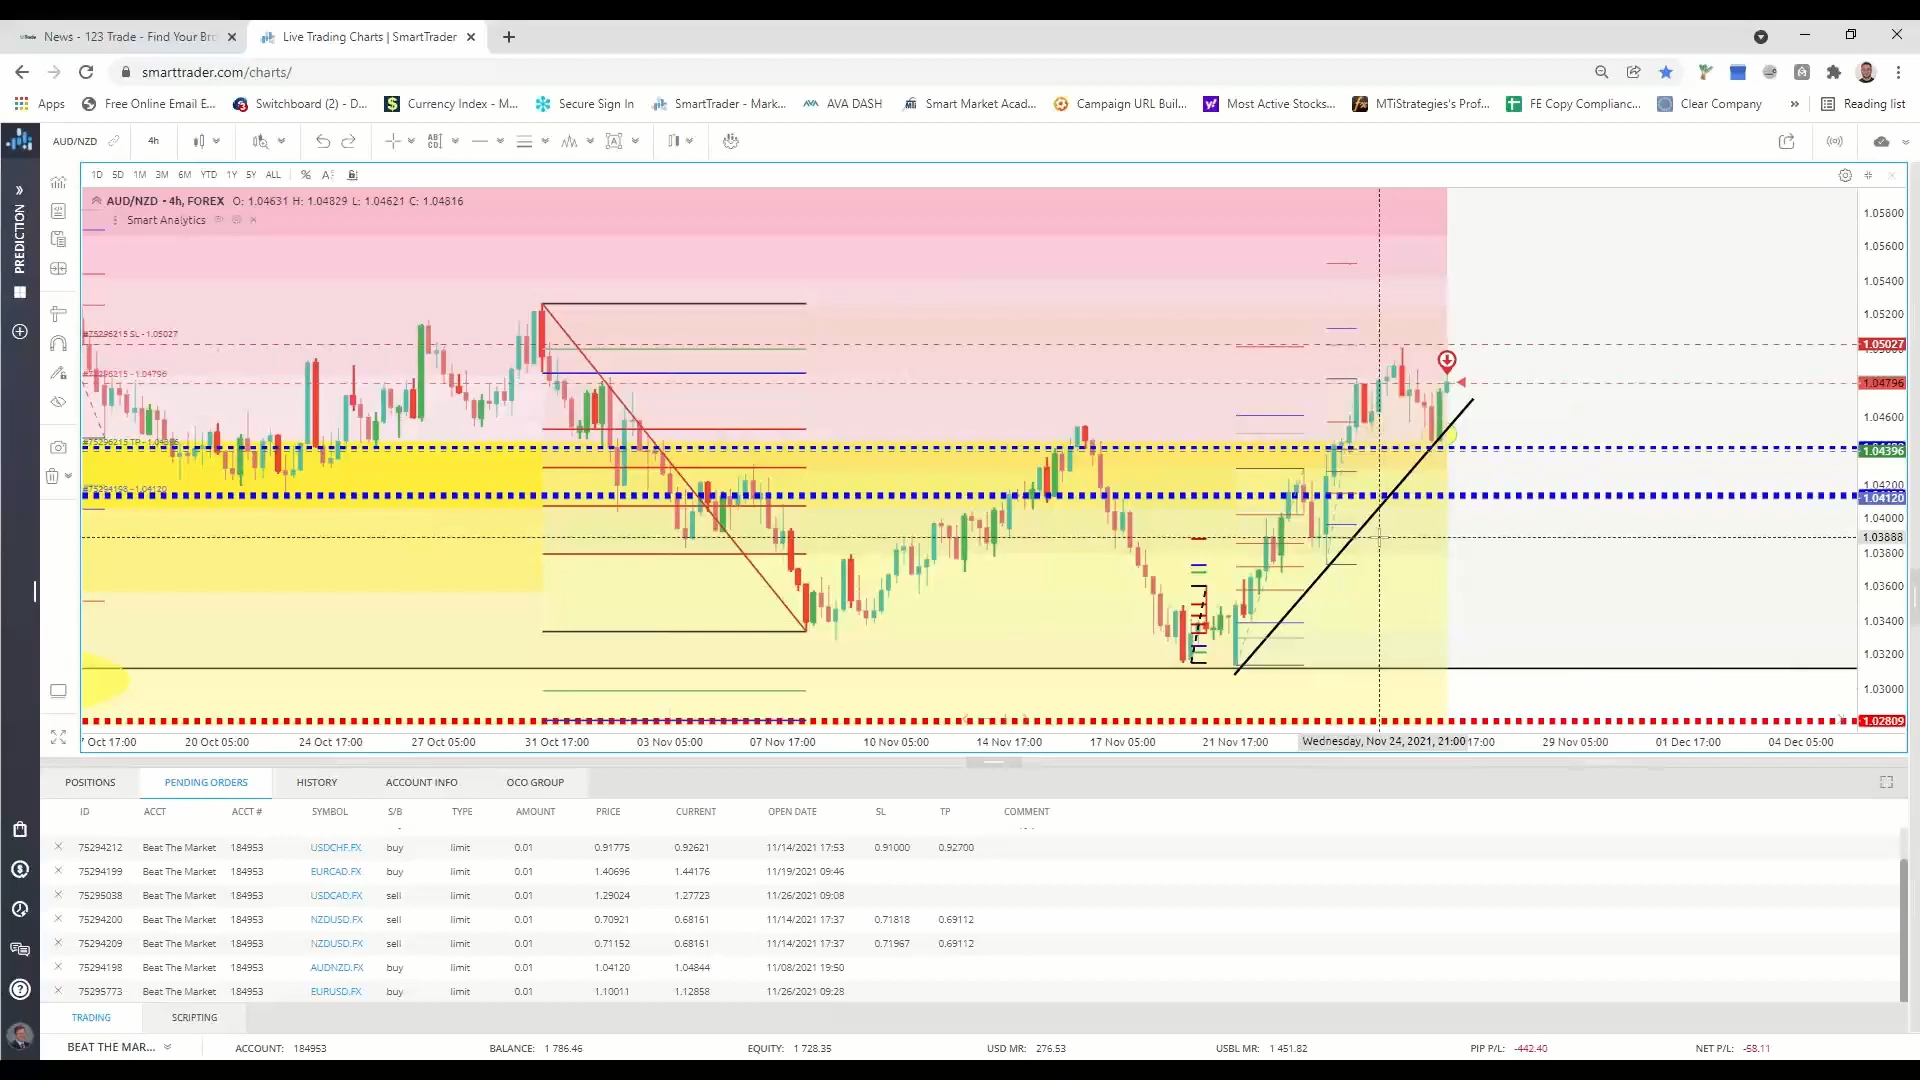 News - 123 Trade - Find Your Bro
Live Trading Charts | SmartTrader
smarttrader.com/charts/
Apps
Free Online Email E...
Switchboard (2) - D...
Currency Index - M...
Secure Sign In
SmartTrader - Mark...
AVA DASH
Smart Market Acad...
Campaign URL Buil...
Most Active Stocks...
MTiStrategies's Prof...
FE Copy Complianc...
Clear Company
Reading list
AUD/NZD
4h
1D 5D 1M 3M 6M YTD 1Y 5Y ALL
PREDICTION
AUD/NZD - 4h, FOREX O: 1.04631 H: 1.04829 L: 1.04621 C: 1.04816
Smart Analytics
#75296215 SL - 1.05027
#75296215 - 1.04796
#75296215 TP - 1.04396
#75294198 - 1.04120
1.05800
1.05600
1.05400
1.05200
1.05027
1.04796
1.04600
1.04396
1.04200
1.04120
1.04000
1.03888
1.03800
1.03600
1.03400
1.03200
1.03000
1.02809
Oct 17:00 20 Oct 05:00 24 Oct 17:00 27 Oct 05:00 31 Oct 17:00 03 Nov 05:00 07 Nov 17:00 10 Nov 05:00 14 Nov 17:00 17 Nov 05:00 21 Nov 17:00 Wednesday, Nov 24, 2021, 21:00 17:00 29 Nov 05:00 01 Dec 17:00 04 Dec 05:00
POSITIONS PENDING ORDERS HISTORY ACCOUNT INFO OCO GROUP
ID ACCT ACCT # SYMBOL S/B TYPE AMOUNT PRICE CURRENT OPEN DATE SL TP COMMENT
75294212 Beat The Market 184953 USDCHF.FX buy limit 0.01 0.91775 0.92621 11/14/2021 17:53 0.91000 0.92700
75294199 Beat The Market 184953 EURCAD.FX buy limit 0.01 1.40696 1.44176 11/19/2021 09:46
75295038 Beat The Market 184953 USDCAD.FX sell limit 0.01 1.29024 1.27723 11/26/2021 09:08
75294200 Beat The Market 184953 NZDUSD.FX sell limit 0.01 0.70921 0.68161 11/14/2021 17:37 0.71818 0.69112
75294209 Beat The Market 184953 NZDUSD.FX sell limit 0.01 0.71152 0.68161 11/14/2021 17:37 0.71967 0.69112
75294198 Beat The Market 184953 AUDNZD.FX buy limit 0.01 1.04120 1.04844 11/08/2021 19:50
75295773 Beat The Market 184953 EURUSD.FX buy limit 0.01 1.10011 1.12858 11/26/2021 09:28
TRADING SCRIPTING
BEAT THE MAR... ACCOUNT: 184953 BALANCE: 1 786.46 EQUITY: 1 728.35 USD MR: 276.53 USBL MR: 1 451.82 PIP P/L: -442.40 NET P/L: -58.11